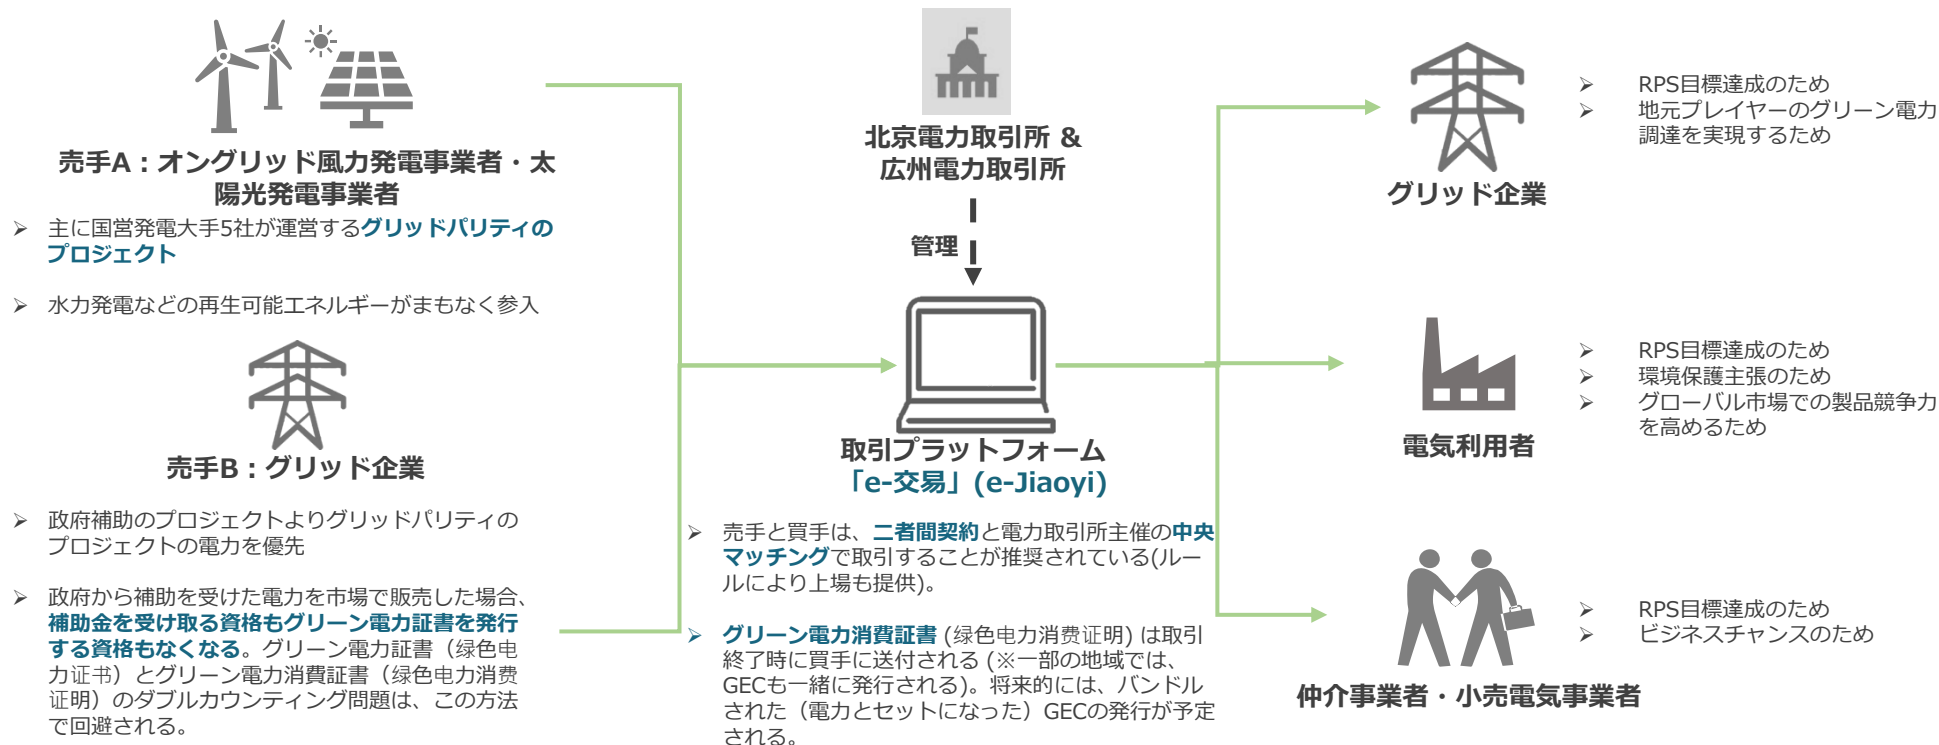 売手A：オングリッド風力発電事業者・太
陽光発電事業者
➢ 主に国営発電大手5社が運営するグリッドパリティの
プロジェクト
➢ 水力発電などの再生可能エネルギーがまもなく参入
売手B：グリッド企業
➢ 政府補助のプロジェクトよりグリッドパリティの
プロジェクトの電力を優先
➢ 政府から補助を受けた電力を市場で販売した場合、
補助金を受け取る資格もグリーン電力証書を発行
する資格もなくなる。グリーン電力証書（绿色电
力证书）とグリーン電力消費証書（绿色电力消费
证明）のダブルカウンティング問題は、この方法
で回避される。
北京電力取引所 &
広州電力取引所
管理
取引プラットフォーム
「e-交易」(e-Jiaoyi)
➢ 売手と買手は、二者間契約と電力取引所主催の中央
マッチングで取引することが推奨されている(ルー
ルにより上場も提供)。
➢ グリーン電力消費証書 (绿色电力消费证明) は取引
終了時に買手に送付される (※一部の地域では、
GECも一緒に発行される)。将来的には、バンドル
された（電力とセットになった）GECの発行が予定
される。
グリッド企業
➢ RPS目標達成のため
➢ 地元プレイヤーのグリーン電力
調達を実現するため
電気利用者
➢ RPS目標達成のため
➢ 環境保護主張のため
➢ グローバル市場での製品競争力
を高めるため
仲介事業者・小売電気事業者
➢ RPS目標達成のため
➢ ビジネスチャンスのため